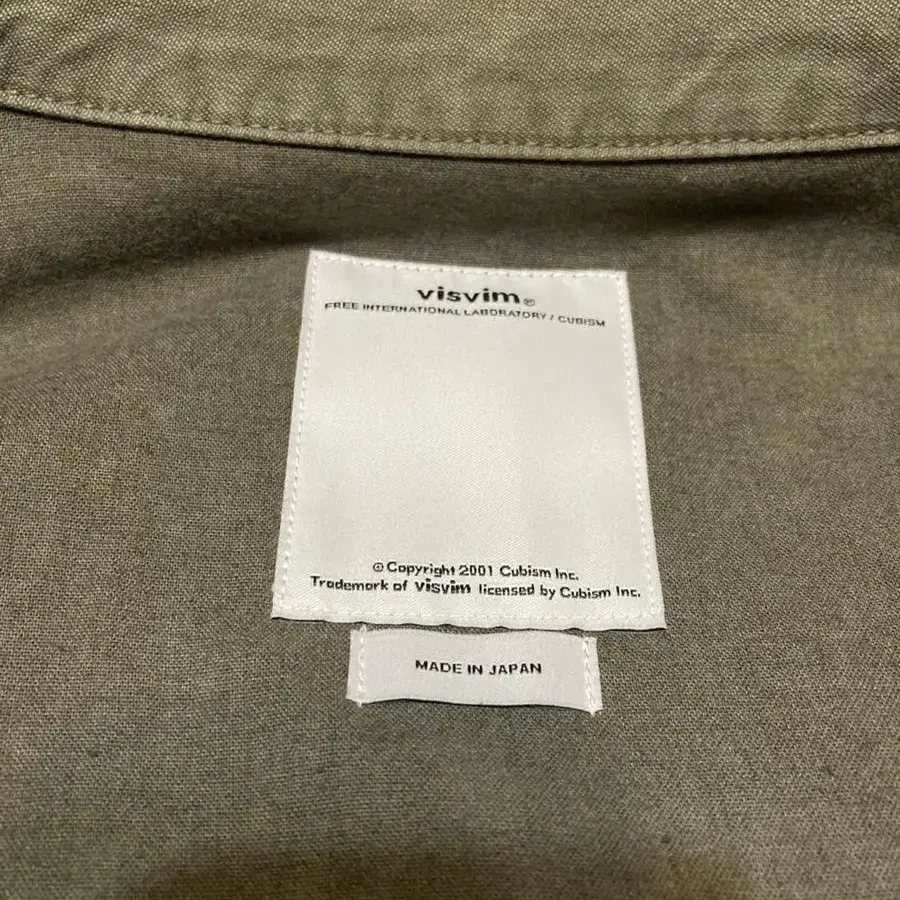 visvim®
FREE INTERNATIONAL LABORATORY / CUBISM
© Copyright 2001 Cubism Inc.
Trademark of visvim licensed by Cubism Inc.
MADE IN JAPAN